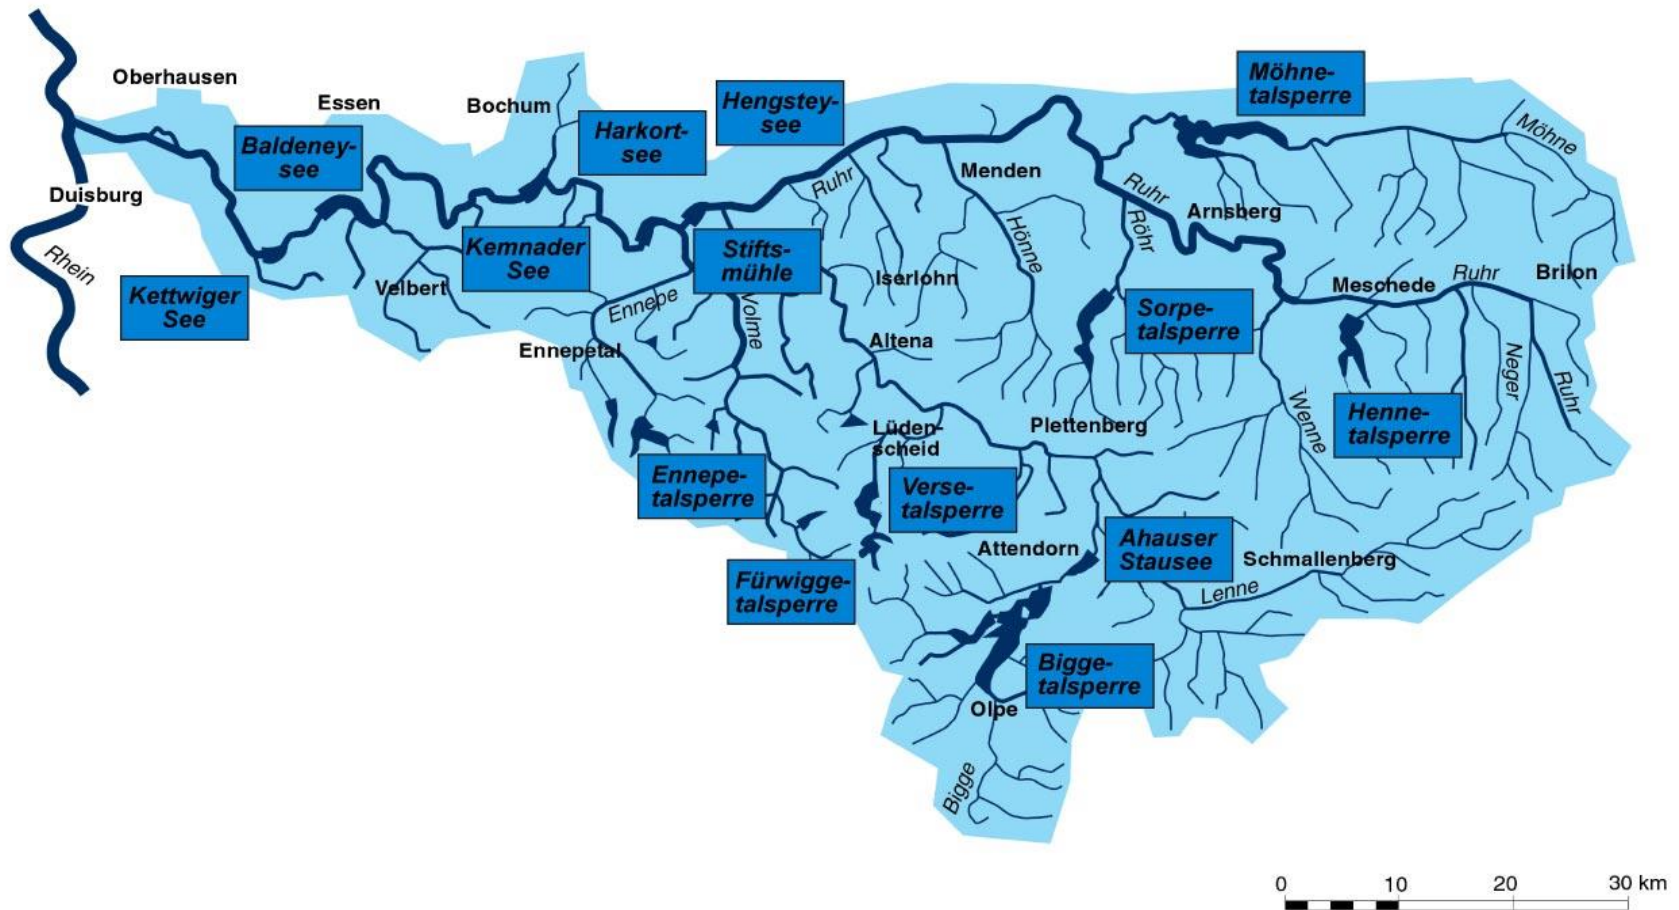 Oberhausen
Essen
Bochum
Duisburg
Rhein
Baldeney-
see
Harkort-
see
Hengstey-
see
Möhne-
talsperre
Möhne
Menden
Ruhr
Ruhr
Arnsberg
Röhr
Hönne
Kemnader
See
Stifts-
mühle
Iserlohn
Kettwiger
See
Velbert
Ennepe
Volme
Ennepetal
Altena
Sorpe-
talsperre
Meschede
Ruhr
Brilon
Neger
Ruhr
Wenne
Henne-
talsperre
Lüden-
scheid
Plettenberg
Ennepe-
talsperre
Verse-
talsperre
Attendorn
Ahauser
Stausee
Schmallenberg
Lenne
Fürwigge-
talsperre
Bigge-
talsperre
Olpe
Bigge
0 10 20 30 km